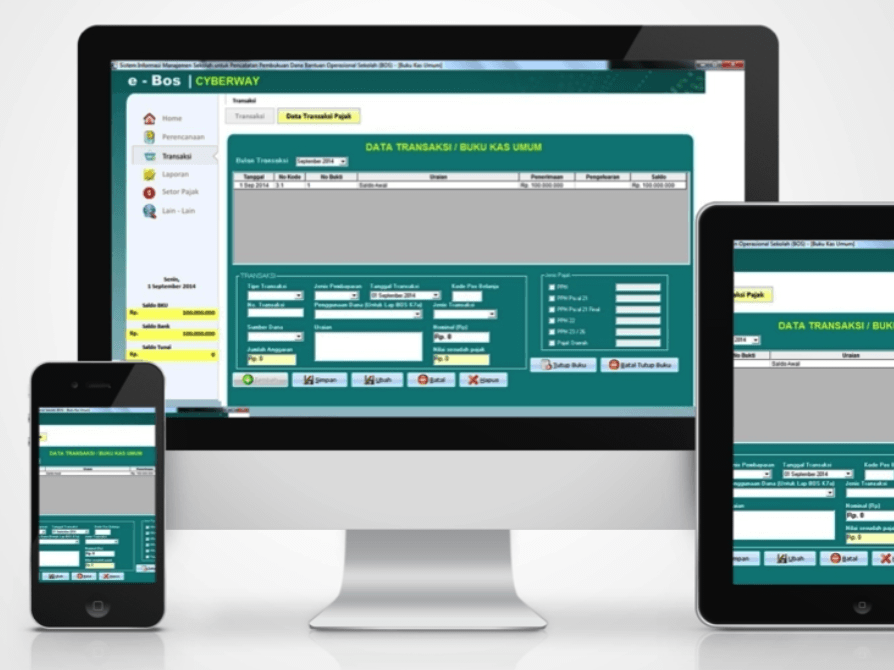 Sistem Informasi Manajemen Sekolah untuk Penyaluran Pembukuan Dana Bantuan Operasional Sekolah (BOS) - [Buku Kas Umum]
e - Bos | CYBERWAY
Home
Perencanaan
Transaksi
Laporan
Setor Pajak
Lain - Lain
Senin,
1 September 2014
Saldo BKU
Rp. 100.000.000
Saldo Bank
Rp. 100.000.000
Saldo Tunai
Rp. 0
Transaksi
Transaksi Data Transaksi Pajak
DATA TRANSAKSI / BUKU KAS UMUM
Bulan Transaksi September 2014
Tanggal No Kode No Bukti Uraian Penerimaan Pengeluaran Saldo
1 Sep 2014 3.1 1 Saldo Awal Rp. 100.000.000 Rp. 100.000.000
TRANSAKSI
Tipe Transaksi Jenis Pembayaran Tanggal Transaksi Kode Pos Belanja
01 September 2014
No. Transaksi Penggunaan Dana (Untuk Lap BOS K7a) Jenis Transaksi
Sumber Dana Uraian Nominal (Rp)
Rp. 0
Jumlah Anggaran Nilai sesudah pajak
Rp. 0 Rp. 0
Jenis Pajak
PPN
PPH Psal 21
PPH Psal 21 Final
PPH 22
PPH 23 / 26
Pajak Daerah
Tutup Buku Batal Tutup Buku
Simpan Ubah Batal Hapus
Operasional Sekolah (BOS) - [Buku Kas Umum]
aksi Pajak
DATA TRANSAKSI / BUKU
2014
No Bukti Uraian
Saldo Awal
Jenis Pembayaran Tanggal Transaksi Kode Pos B
01 September 2014
Penggunaan Dana (Untuk Lap BOS K7a) Jenis Transaksi
Uraian Nominal (Rp)
Rp. 0
Nilai sesudah paja
Rp. 0
mpan Ubah Batal
DATA TRANSAKSI / BUKU KAS UMUM